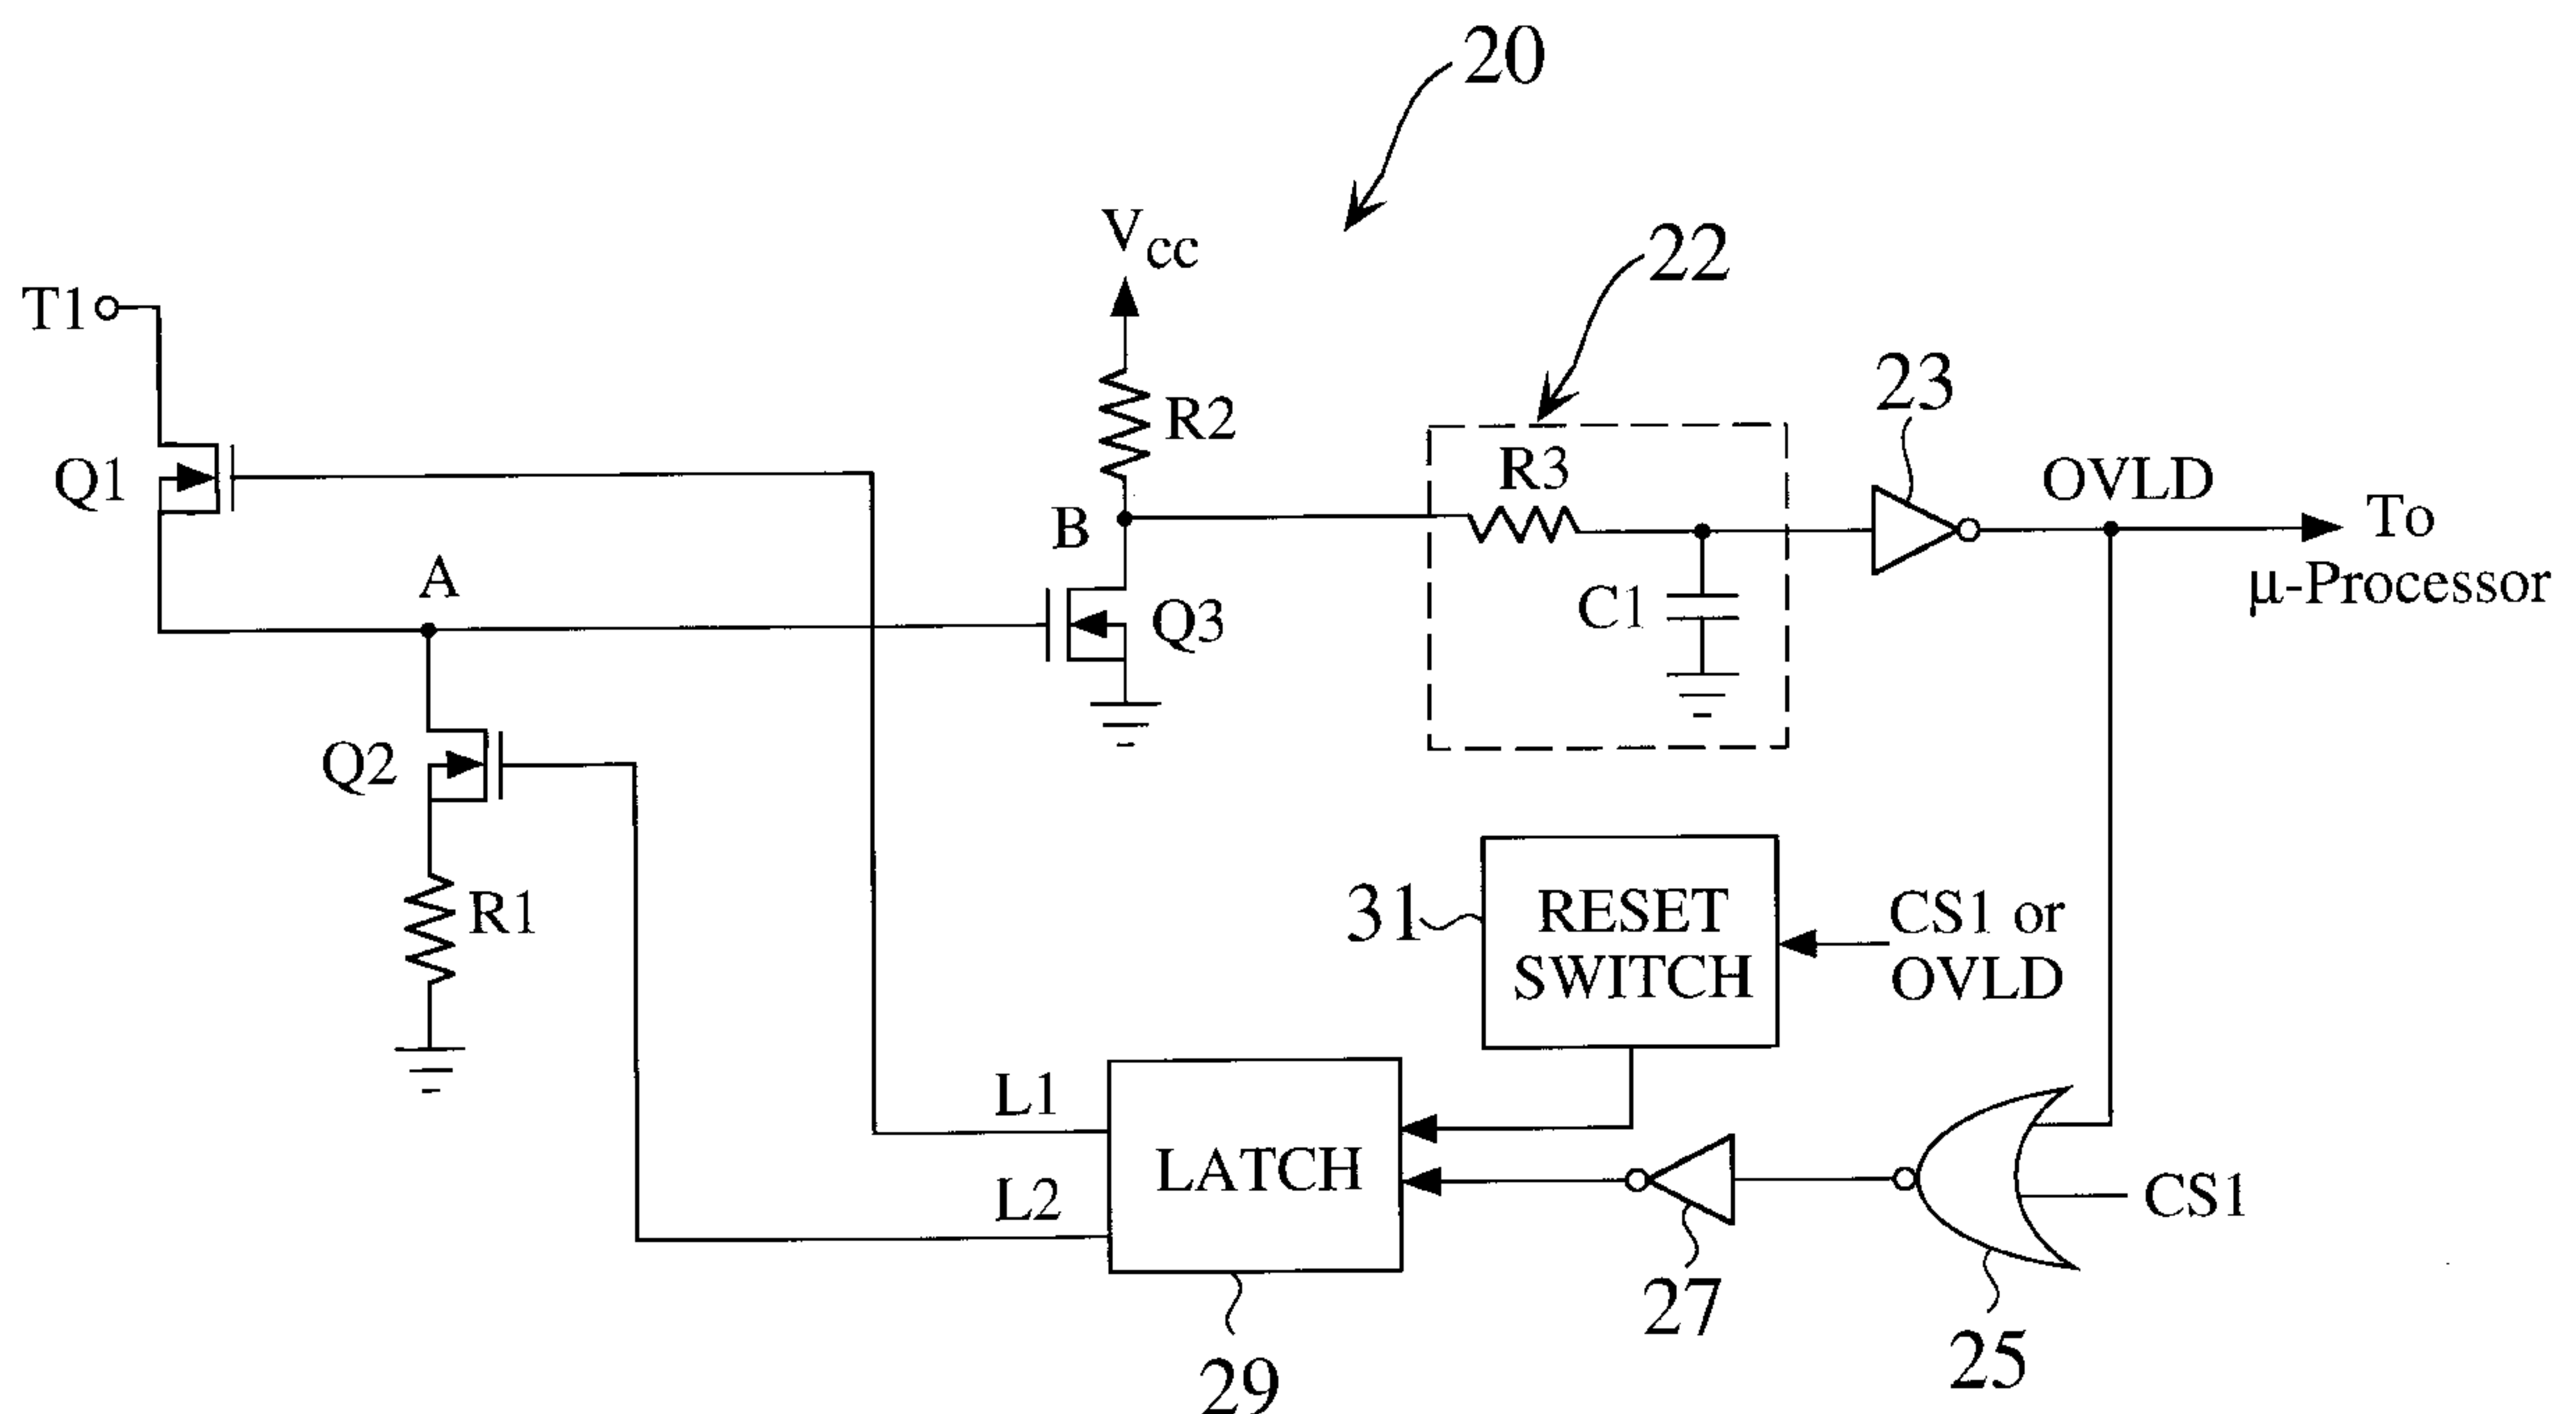 20
Vcc
22
T1
23
R2
R3
OVLD
Q1
To
μ-Processor
B
A
C1
Q3
Q2
31
RESET
SWITCH
CS1 or
OVLD
R1
L1
LATCH
L2
CS1
27
25
29